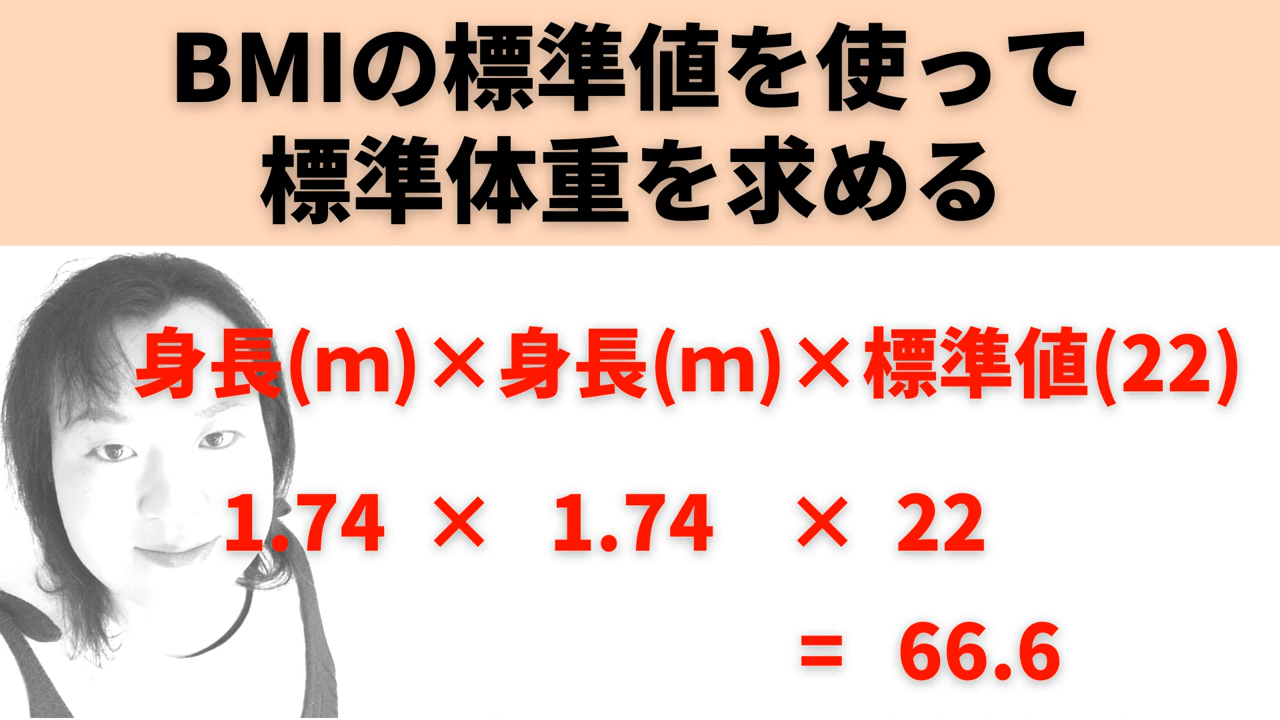 BMIの標準値を使って
標準体重を求める
身長(m)×身長(m)×標準値(22)
1.74 × 1.74 × 22
= 66.6